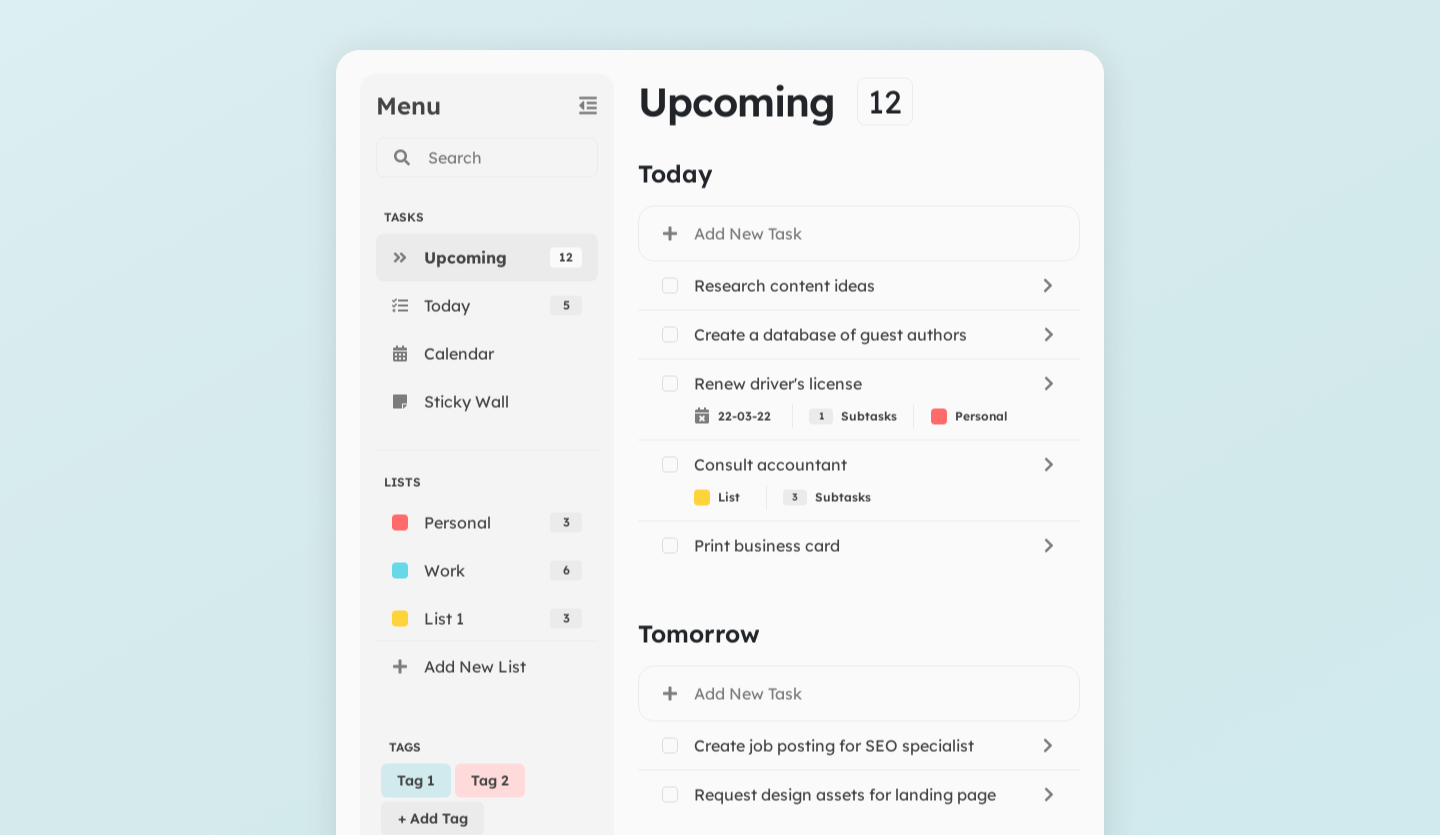 Menu
Search
TASKS
Upcoming 12
Today 5
Calendar
Sticky Wall
LISTS
Personal 3
Work 6
List 1 3
+ Add New List
TAGS
Tag 1 Tag 2
+ Add Tag
Upcoming 12
Today
+ Add New Task
Research content ideas
Create a database of guest authors
Renew driver's license
22-03-22 1 Subtasks Personal
Consult accountant
List 3 Subtasks
Print business card
Tomorrow
+ Add New Task
Create job posting for SEO specialist
Request design assets for landing page